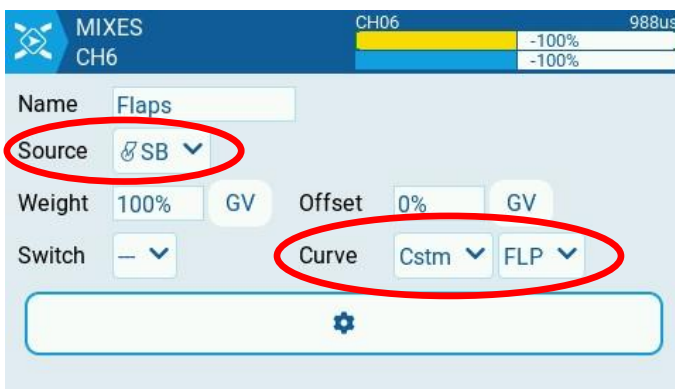 MIXES
CH6
CH06 988us
-100%
-100%
Name Flaps
Source SB
Weight 100% GV Offset 0% GV
Switch -- Curve Cstm FLP